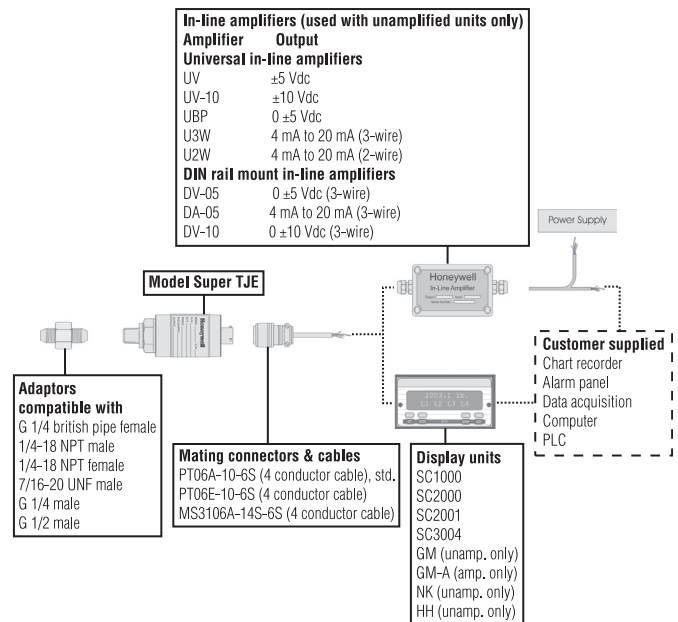 In-line amplifiers (used with unamplified units only)
Amplifier Output
Universal in-line amplifiers
UV ±5 Vdc
UV-10 ±10 Vdc
UBP 0 ±5 Vdc
U3W 4 mA to 20 mA (3-wire)
U2W 4 mA to 20 mA (2-wire)
DIN rail mount in-line amplifiers
DV-05 0 ±5 Vdc (3-wire)
DA-05 4 mA to 20 mA (3-wire)
DV-10 0 ±10 Vdc (3-wire)
Power Supply
Model Super TJE
Honeywell
Honeywell
In-Line Amplifier
Customer supplied
Chart recorder
Alarm panel
Data acquisition
Computer
PLC
2003.1 lb.
L1 L2 L3 L4
Adaptors
compatible with
G 1/4 british pipe female
1/4-18 NPT male
1/4-18 NPT female
7/16-20 UNF male
G 1/4 male
G 1/2 male
Mating connectors & cables
PT06A-10-6S (4 conductor cable), std.
PT06E-10-6S (4 conductor cable)
MS3106A-14S-6S (4 conductor cable)
Display units
SC1000
SC2000
SC2001
SC3004
GM (unamp. only)
GM-A (amp. only)
NK (unamp. only)
HH (unamp. only)